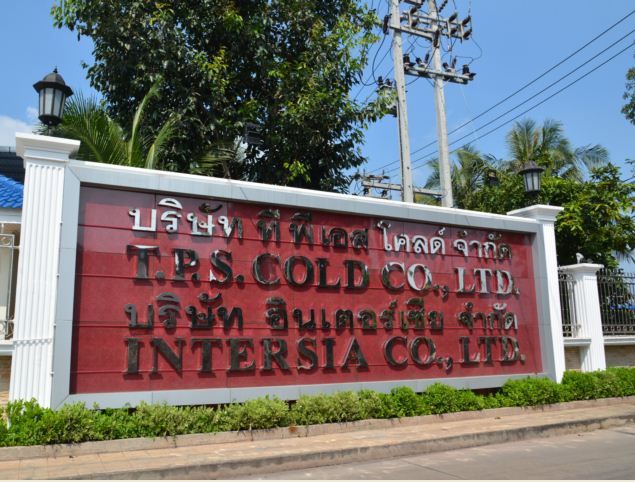 บริษัท ทีพีเอส โคลด์ จำกัด
T.P.S. COLD CO., LTD.
บริษัท อินเตอร์เซีย จำกัด
INTERSIA CO., LTD.